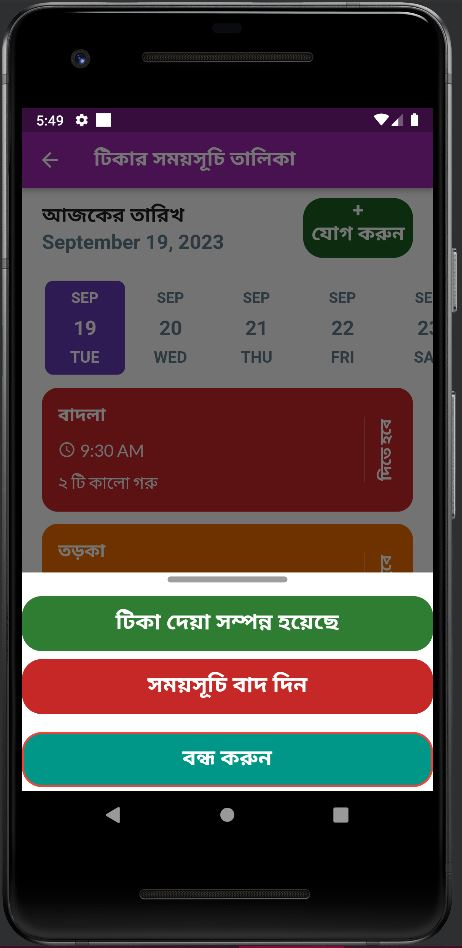 5:49
টিকার সময়সূচি তালিকা
আজকের তারিখ
September 19, 2023
+
যোগ করুন
SEP SEP SEP SEP SE
19 20 21 22 23
TUE WED THU FRI SA
বাদলা
9:30 AM
২ টি কালো গরু
দিতে হবে
তড়কা
বে
টিকা দেয়া সম্পন্ন হয়েছে
সময়সূচি বাদ দিন
বন্ধ করুন